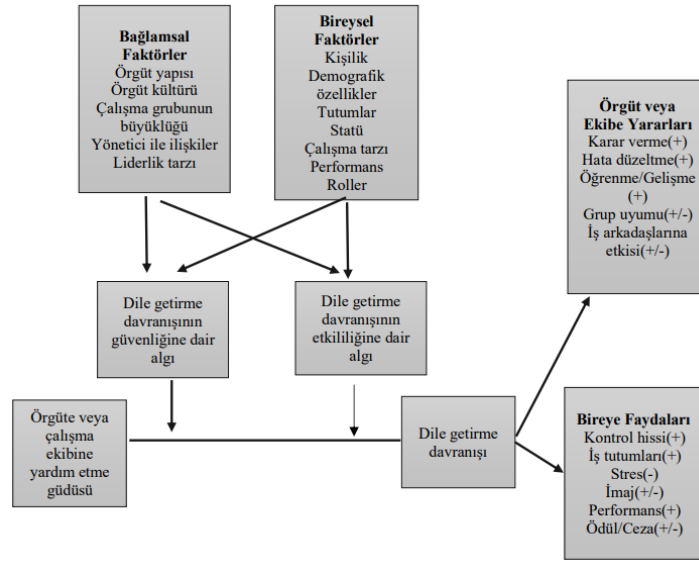 Bağlamsal
Faktörler
Örgüt yapısı
Örgüt kültürü
Çalışma grubunun
büyüklüğü
Yönetici ile ilişkiler
Liderlik tarzı
Bireysel
Faktörler
Kişilik
Demografik
özellikler
Tutumlar
Statü
Çalışma tarzı
Performans
Roller
Örgüt veya
Ekibe Yararları
Karar verme(+)
Hata düzeltme(+)
Öğrenme/Gelişme
(+)
Grup uyumu(+/-)
İş arkadaşlarına
etkisi(+/-)
Dile getirme
davranışının
güvenliğine dair
algı
Dile getirme
davranışının
etkililiğine dair
algı
Örgüte veya
çalışma
ekibine
yardım etme
güdüsü
Dile getirme
davranışı
Bireye Faydaları
Kontrol hissi(+)
İş tutumları(+)
Stres(-)
İmaj(+/-)
Performans(+)
Ödül/Ceza(+/-)